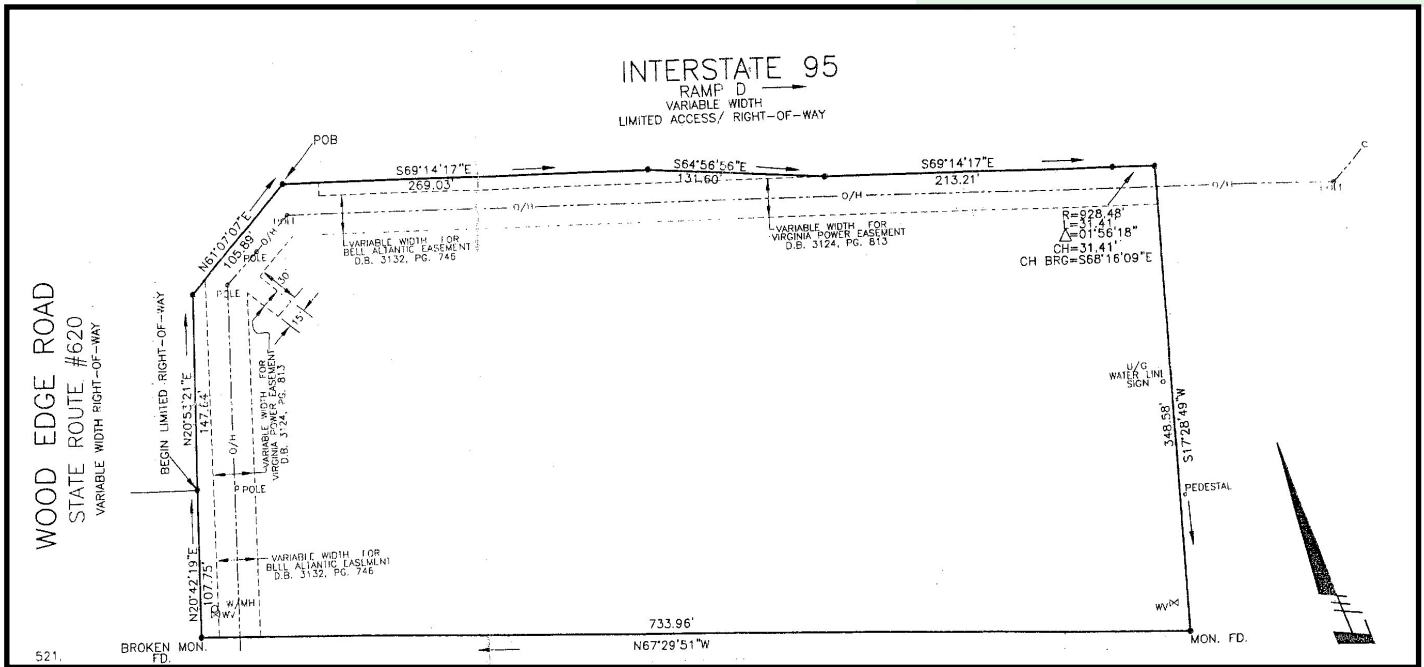 INTERSTATE 95
RAMP D
VARIABLE WIDTH
LIMITED ACCESS/ RIGHT-OF-WAY
POB
S69°14'17"E
269.03'
S64°56'56"E
131.60'
S69°14'17"E
213.21'
C
O/H
O/H
O/H
O/H
R=928.48'
L=31.41'
△=01°56'18"
CH=31.41'
CH BRG=S68°16'09"E
VARIABLE WIDTH FOR
BELL ALTANTIC EASEMENT
D.B. 3132, PG. 746
VARIABLE WIDTH FOR
VIRGINIA POWER EASEMENT
D.B. 3124, PG. 813
N61°07'07"E
105.89'
O/H
POLE
POLE
30'
15'
WOOD EDGE ROAD
STATE ROUTE #620
VARIABLE WIDTH RIGHT-OF-WAY
BEGIN LIMITED RIGHT-OF-WAY
N20°53'21"E
147.64'
O/H
VARIABLE WIDTH FOR
VIRGINIA POWER EASEMENT
D.B. 3124, PG. 813
POLE
U/G
WATER LINE
SIGN
348.58'
S17°28'49"W
PEDESTAL
N20°42'19"E
107.75'
VARIABLE WIDTH FOR
BELL ATLANTIC EASEMENT
D.B. 3132, PG. 746
W/MH
WV
WV
733.96'
N67°29'51"W
BROKEN MON.
FD.
MON. FD.
521.